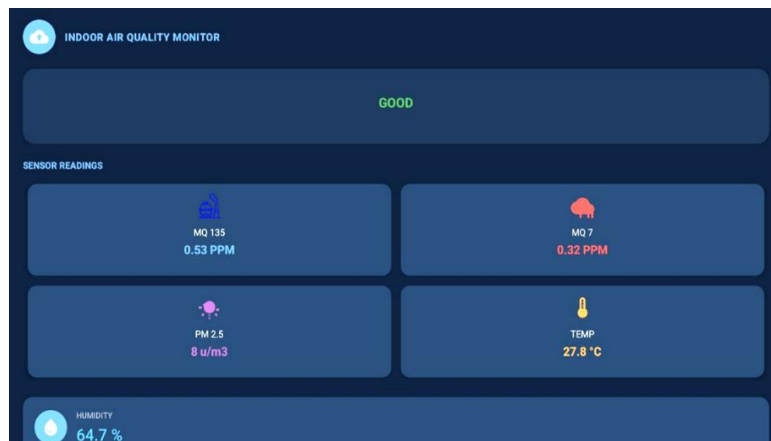 INDOOR AIR QUALITY MONITOR
GOOD
SENSOR READINGS
MQ 135
0.53 PPM
MQ 7
0.32 PPM
PM 2.5
8 u/m3
TEMP
27.8 °C
HUMIDITY
64.7 %